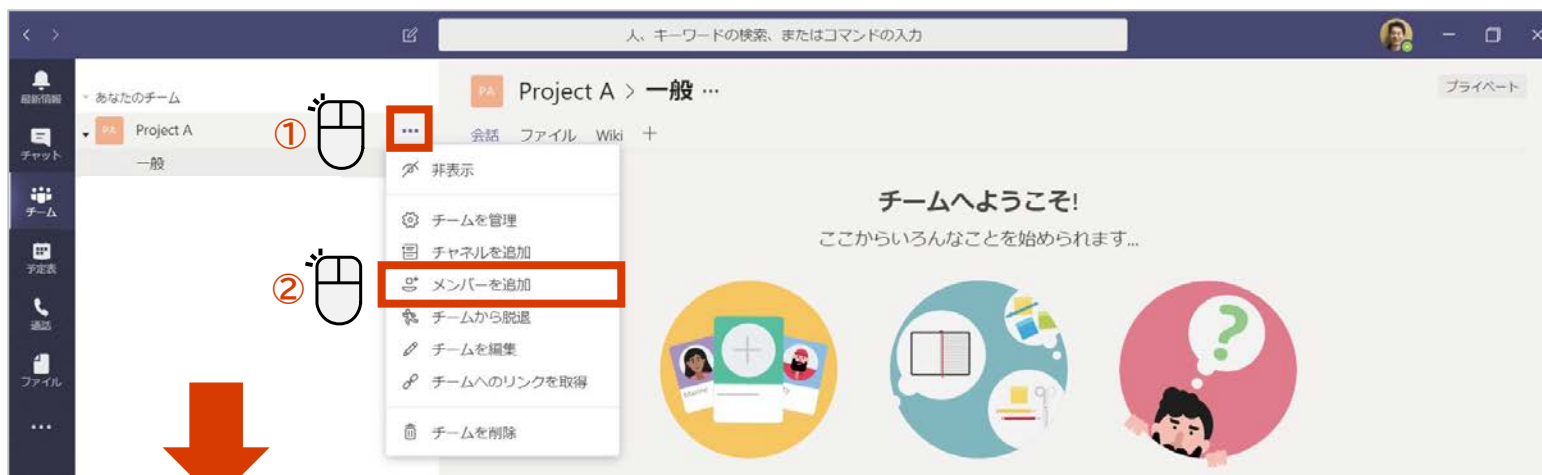 人、キーワードの検索、またはコマンドの入力
最新情報
チャット
チーム
予定表
通話
ファイル
あなたのチーム
PA Project A
一般
①
②
PA Project A > 一般 …
プライベート
会話 ファイル Wiki +
非表示
チームを管理
チャネルを追加
メンバーを追加
チームから脱退
チームを編集
チームへのリンクを取得
チームを削除
チームへようこそ!
ここからいろんなことを始められます...